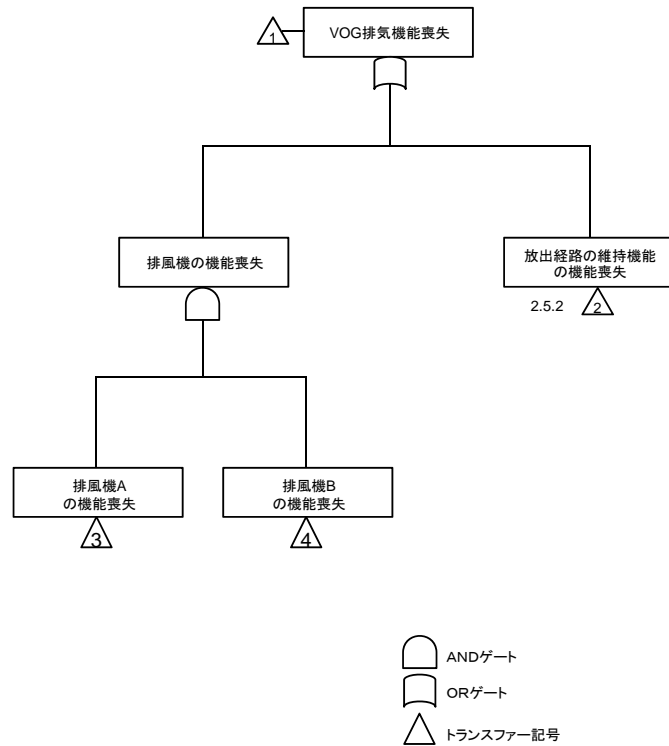 1
VOG排気機能喪失
排風機の機能喪失
放出経路の維持機能
の機能喪失
2.5.2
2
排風機A
の機能喪失
排風機B
の機能喪失
3
4
ANDゲート
ORゲート
トランスファー記号